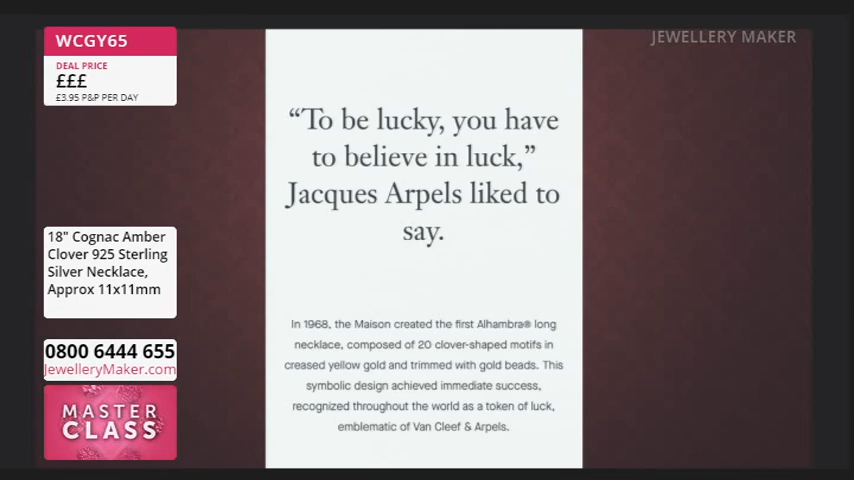 WCGY65
DEAL PRICE
£££
£3.95 P&P PER DAY
18" Cognac Amber
Clover 925 Sterling
Silver Necklace,
Approx 11x11mm
0800 6444 655
JewelleryMaker.com
MASTER
CLASS
JEWELLERY MAKER
“To be lucky, you have
to believe in luck,”
Jacques Arpels liked to
say.
In 1968, the Maison created the first Alhambra® long
necklace, composed of 20 clover-shaped motifs in
creased yellow gold and trimmed with gold beads. This
symbolic design achieved immediate success,
recognized throughout the world as a token of luck,
emblematic of Van Cleef & Arpels.